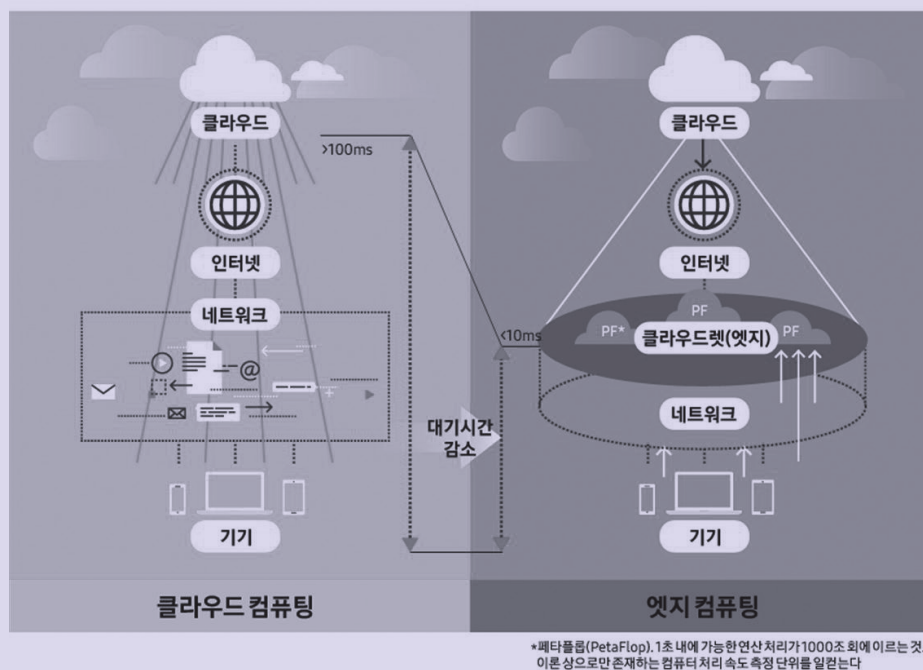 클라우드
>100ms
인터넷
네트워크
@
대기시간
감소
기기
클라우드 컴퓨팅
클라우드
인터넷
<10ms
PF*
PF
PF
클라우드렛(엣지)
네트워크
기기
엣지 컴퓨팅
*페타플롭(PetaFlop). 1초 내에 가능한 연산 처리가 1000조 회에 이르는 것
이론 상으로만 존재하는 컴퓨터 처리 속도 측정 단위를 일컫는다